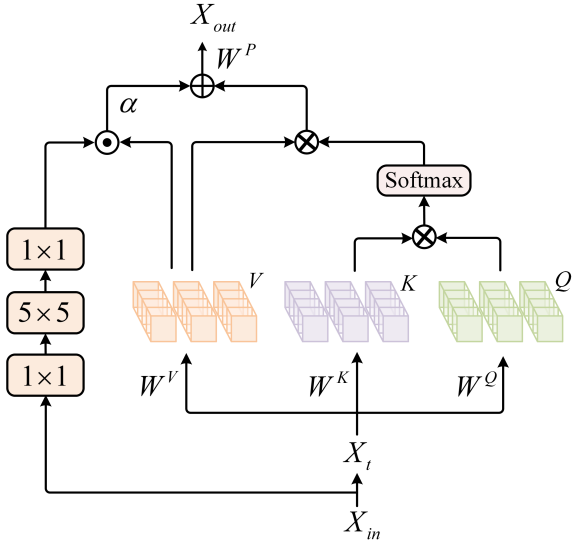 X_out
W^P
α
Softmax
1×1
5×5
1×1
V
K
Q
W^V
W^K
W^Q
X_t
X_in